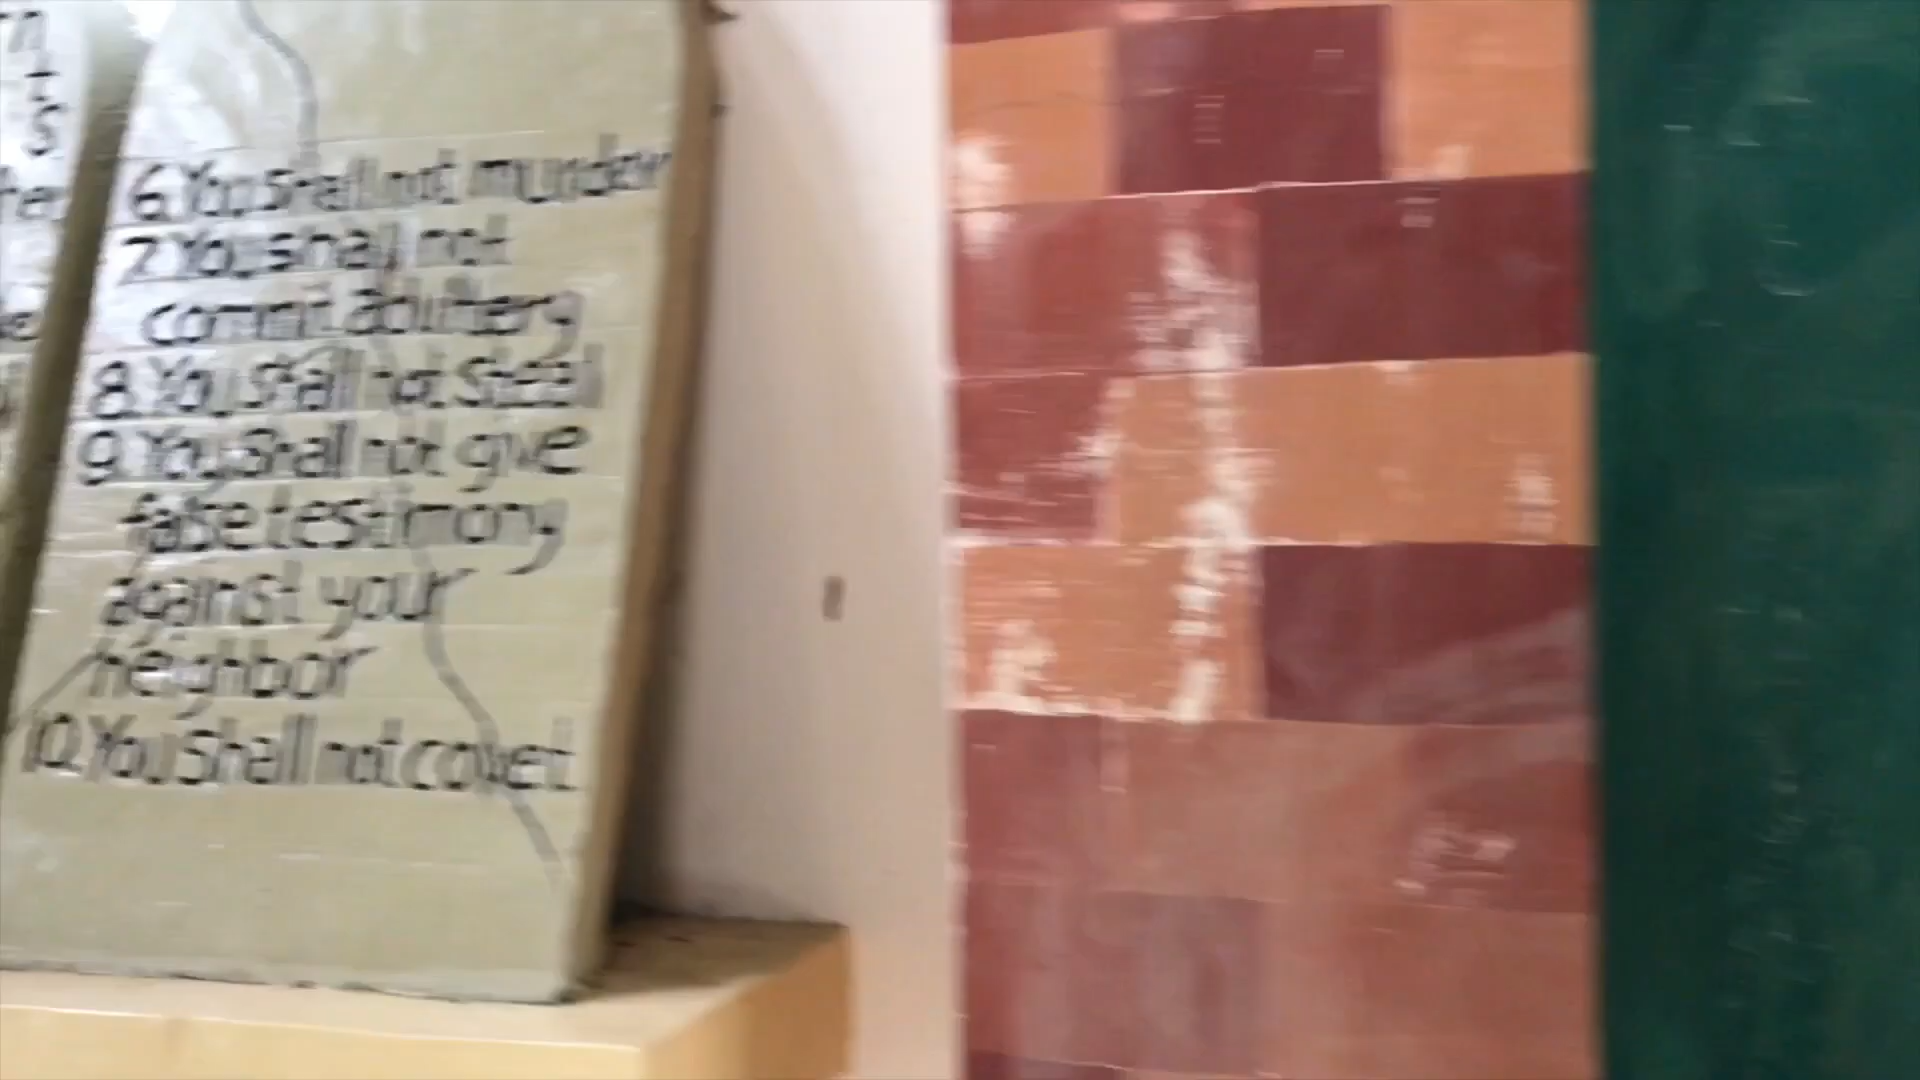 6. You shall not murder
7. You shall not
commit adultery
8. You shall not steal
9. You shall not give
false testimony
against your
neighbor
10. You shall not covet